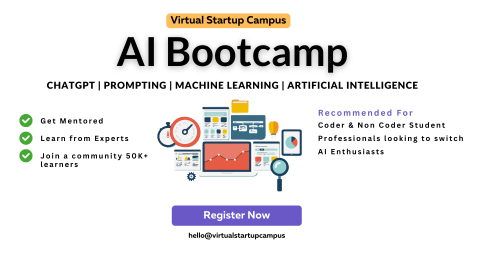 Virtual Startup Campus
AI Bootcamp
CHATGPT | PROMPTING | MACHINE LEARNING | ARTIFICIAL INTELLIGENCE
Get Mentored
Learn from Experts
Join a community 50K+
learners
Recommended For
Coder & Non Coder Student
Professionals looking to switch
AI Enthusiasts
Register Now
hello@virtualstartupcampus